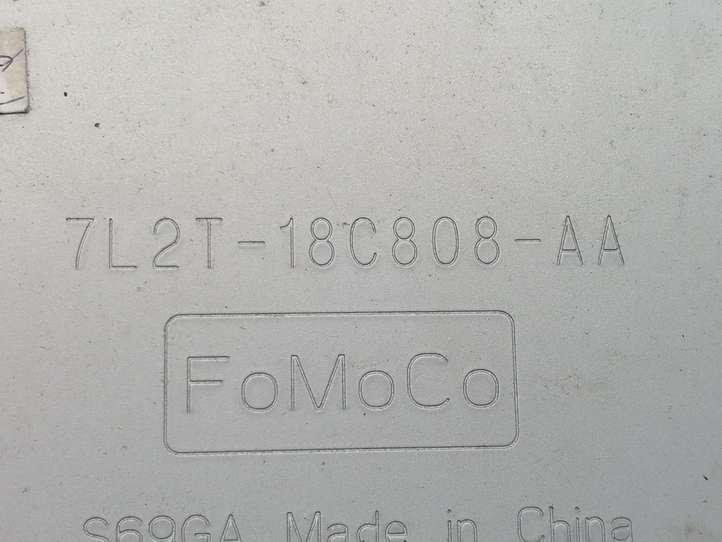 7L2T-18C808-AA
FoMoCo
S69GA Made in China